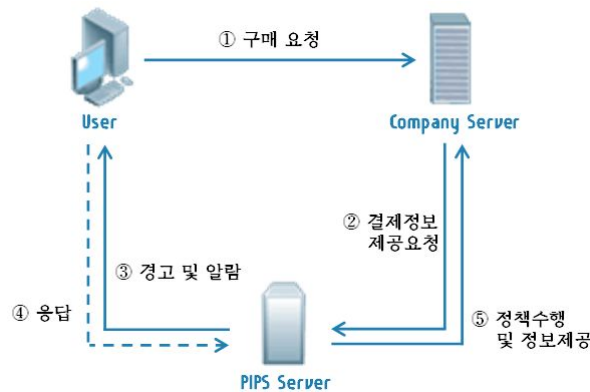 ① 구매 요청
User
Company Server
② 결제정보
제공요청
③ 경고 및 알람
④ 응답
⑤ 정책수행
및 정보제공
PIPS Server